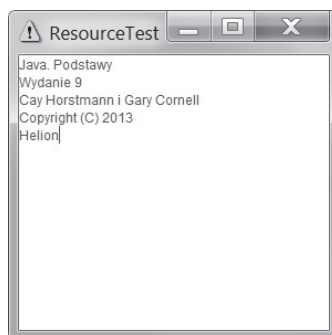 ResourceTest
Java. Podstawy
Wydanie 9
Cay Horstmann i Gary Cornell
Copyright (C) 2013
Helion